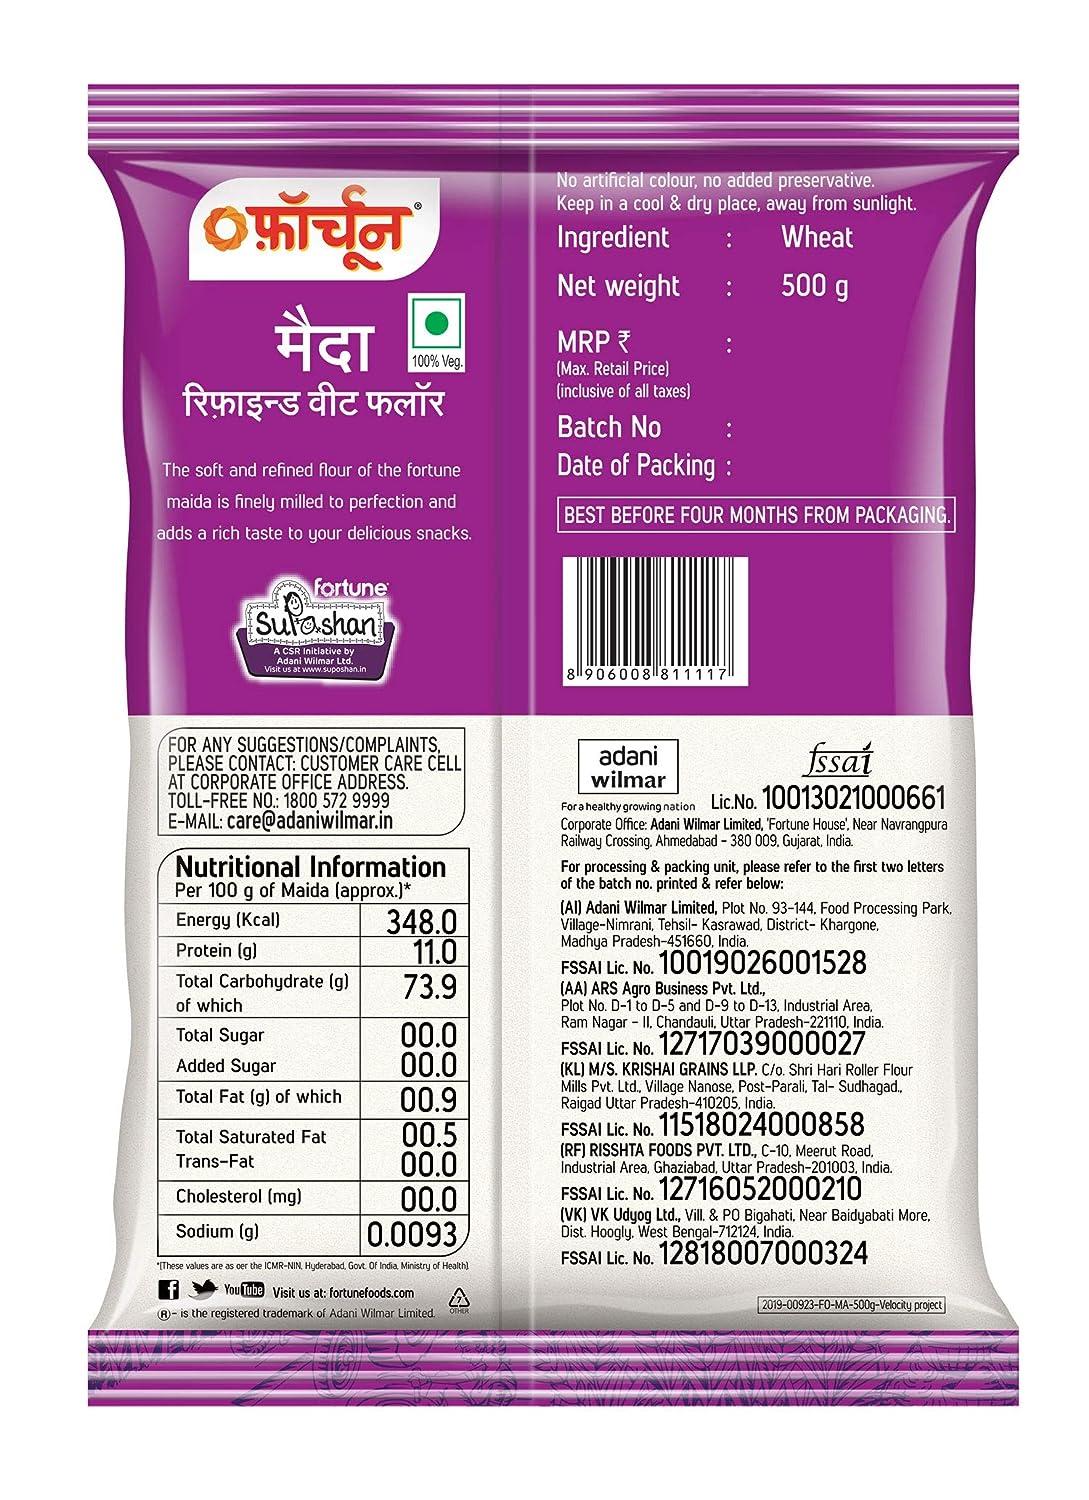 फ़ॉर्चून®
मैदा
100% Veg.
रिफ़ाइन्ड वीट फलॉर
The soft and refined flour of the fortune
maida is finely milled to perfection and
adds a rich taste to your delicious snacks.
fortune
Suposhan
A CSR Initiative by
Adani Wilmar Ltd.
Visit us at www.suposhan.in
FOR ANY SUGGESTIONS/COMPLAINTS,
PLEASE CONTACT: CUSTOMER CARE CELL
AT CORPORATE OFFICE ADDRESS.
TOLL-FREE NO.: 1800 572 9999
E-MAIL: care@adaniwilmar.in
Nutritional Information
Per 100 g of Maida (approx.)*
Energy (Kcal) 348.0
Protein (g) 11.0
Total Carbohydrate (g) 73.9
of which
Total Sugar 00.0
Added Sugar 00.0
Total Fat (g) of which 00.9
Total Saturated Fat 00.5
Trans-Fat 00.0
Cholesterol (mg) 00.0
Sodium (g) 0.0093
*(These values are as oer the ICMR-NIN, Hyderabad, Govt. Of India, Ministry of Health).
YouTube Visit us at: fortunefoods.com
®- is the registered trademark of Adani Wilmar Limited.
7
OTHER
No artificial colour, no added preservative.
Keep in a cool & dry place, away from sunlight.
Ingredient : Wheat
Net weight : 500 g
MRP ₹ :
(Max. Retail Price)
(inclusive of all taxes)
Batch No :
Date of Packing :
BEST BEFORE FOUR MONTHS FROM PACKAGING.
8 906008 811117
adani
wilmar
For a healthy growing nation
fssai
Lic.No. 10013021000661
Corporate Office: Adani Wilmar Limited, 'Fortune House', Near Navrangpura
Railway Crossing, Ahmedabad - 380 009, Gujarat, India.
For processing & packing unit, please refer to the first two letters
of the batch no. printed & refer below:
(AI) Adani Wilmar Limited, Plot No. 93-144, Food Processing Park,
Village-Nimrani, Tehsil- Kasrawad, District- Khargone,
Madhya Pradesh-451660, India.
FSSAI Lic. No. 10019026001528
(AA) ARS Agro Business Pvt. Ltd.,
Plot No. D-1 to D-5 and D-9 to D-13, Industrial Area,
Ram Nagar - II, Chandauli, Uttar Pradesh-221110, India.
FSSAI Lic. No. 12717039000027
(KL) M/S. KRISHAI GRAINS LLP. C/o. Shri Hari Roller Flour
Mills Pvt. Ltd., Village Nanose, Post-Parali, Tal- Sudhagad.,
Raigad Uttar Pradesh-410205, India.
FSSAI Lic. No. 11518024000858
(RF) RISSHTA FOODS PVT. LTD., C-10, Meerut Road,
Industrial Area, Ghaziabad, Uttar Pradesh-201003, India.
FSSAI Lic. No. 12716052000210
(VK) VK Udyog Ltd., Vill. & PO Bigahati, Near Baidyabati More,
Dist. Hoogly, West Bengal-712124, India.
FSSAI Lic. No. 12818007000324
2019-00923-FO-MA-500g-Velocity project